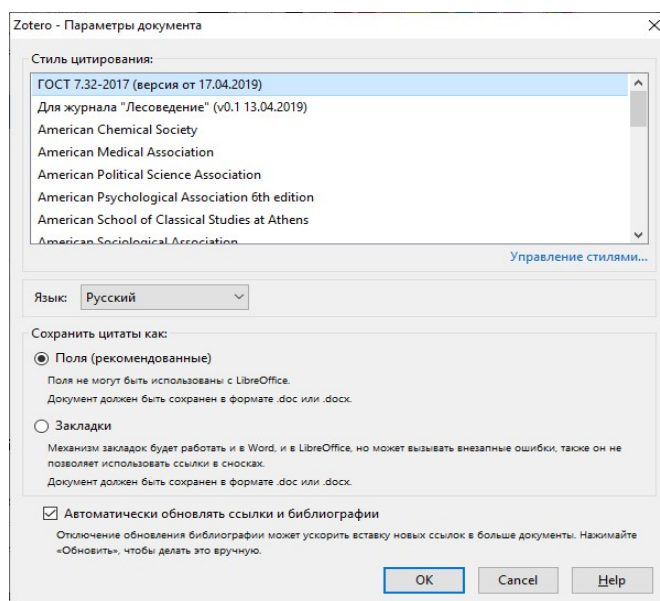 Zotero - Параметры документа
Стиль цитирования:
ГОСТ 7.32-2017 (версия от 17.04.2019)
Для журнала "Лесоведение" (v0.1 13.04.2019)
American Chemical Society
American Medical Association
American Political Science Association
American Psychological Association 6th edition
American School of Classical Studies at Athens
American Sociological Association
Управление стилями...
Язык: Русский
Сохранить цитаты как:
Поля (рекомендованные)
Поля не могут быть использованы с LibreOffice.
Документ должен быть сохранен в формате .doc или .docx.
Закладки
Механизм закладок будет работать и в Word, и в LibreOffice, но может вызывать внезапные ошибки, также он не
позволяет использовать ссылки в сносках.
Документ должен быть сохранен в формате .doc или .docx.
Автоматически обновлять ссылки и библиографии
Отключение обновления библиографии может ускорить вставку новых ссылок в больше документы. Нажимайте
«Обновить», чтобы делать это вручную.
OK Cancel Help